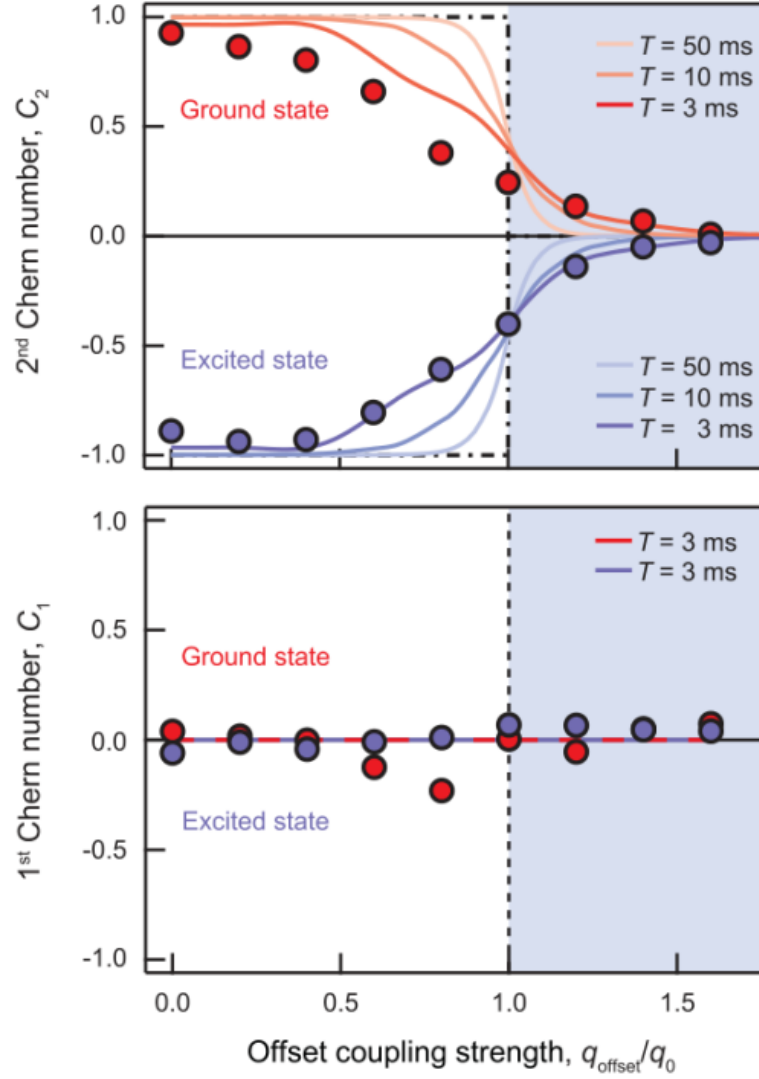 1.0
0.5
0.0
-0.5
-1.0
2nd Chern number, C2
Ground state
T = 50 ms
T = 10 ms
T = 3 ms
Excited state
T = 50 ms
T = 10 ms
T = 3 ms
1.0
0.5
0.0
-0.5
-1.0
1st Chern number, C1
T = 3 ms
T = 3 ms
Ground state
Excited state
0.0 0.5 1.0 1.5
Offset coupling strength, qoffset/q0